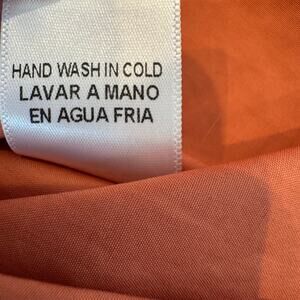 HAND WASH IN COLD
LAVAR A MANO
EN AGUA FRIA